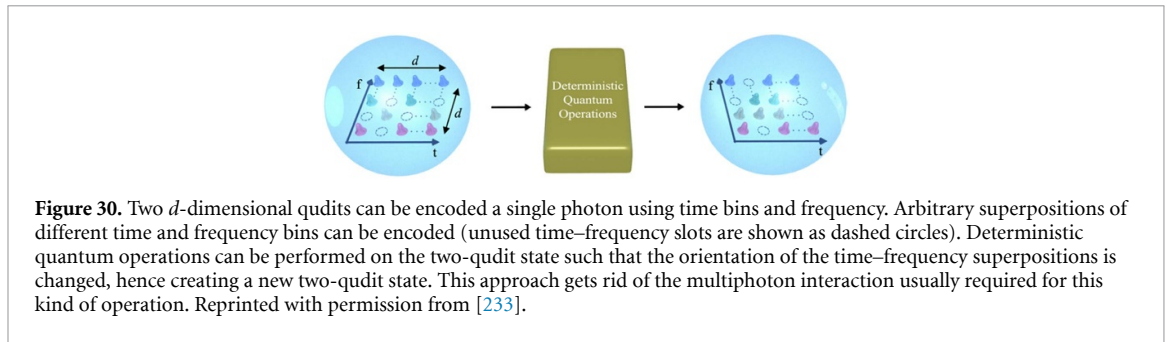 d
f
d
t
Deterministic
Quantum
Operations
f
t
Figure 30. Two d-dimensional qudits can be encoded a single photon using time bins and frequency. Arbitrary superpositions of
different time and frequency bins can be encoded (unused time–frequency slots are shown as dashed circles). Deterministic
quantum operations can be performed on the two-qudit state such that the orientation of the time–frequency superpositions is
changed, hence creating a new two-qudit state. This approach gets rid of the multiphoton interaction usually required for this
kind of operation. Reprinted with permission from [233].